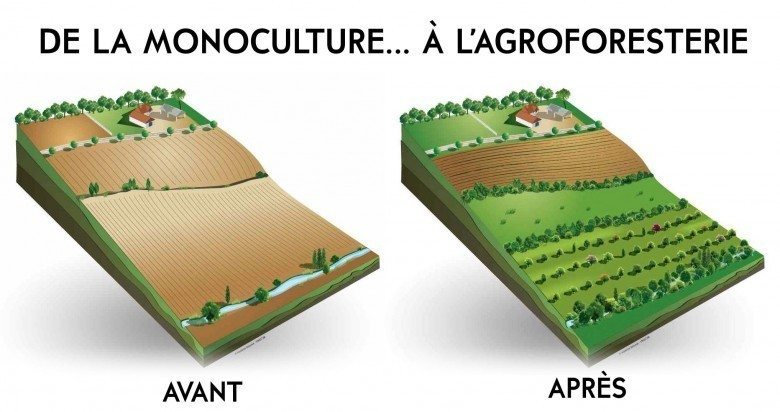 DE LA MONOCULTURE... À L'AGROFORESTERIE
AVANT
APRÈS